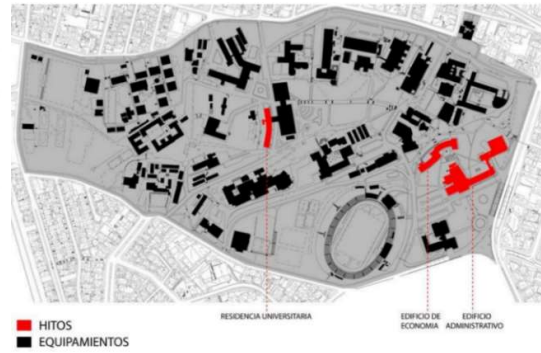 RESIDENCIA UNIVERSITARIA
EDIFICIO DE
ECONOMIA
EDIFICIO
ADMINISTRATIVO
HITOS
EQUIPAMIENTOS